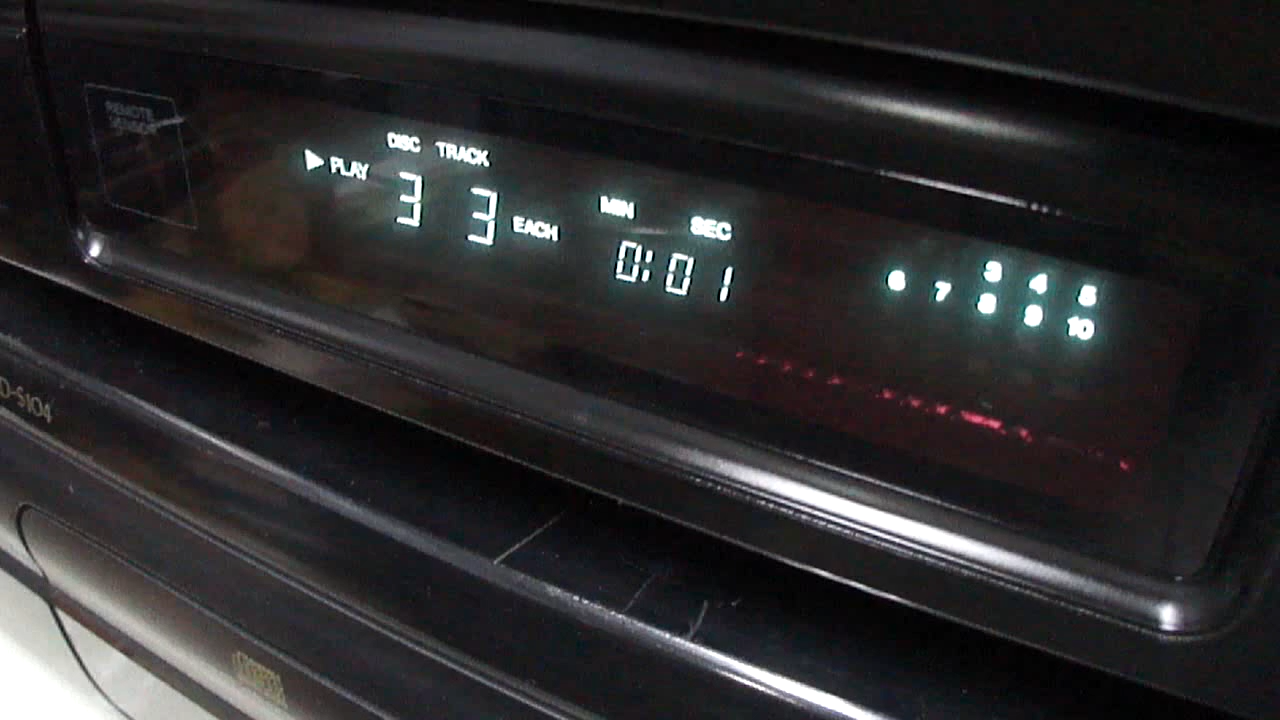 REMOTE
SENSOR
DISC TRACK
PLAY 3 3 EACH
MIN SEC
0:01
3 4 5
6 7 8 9 10
D-S104